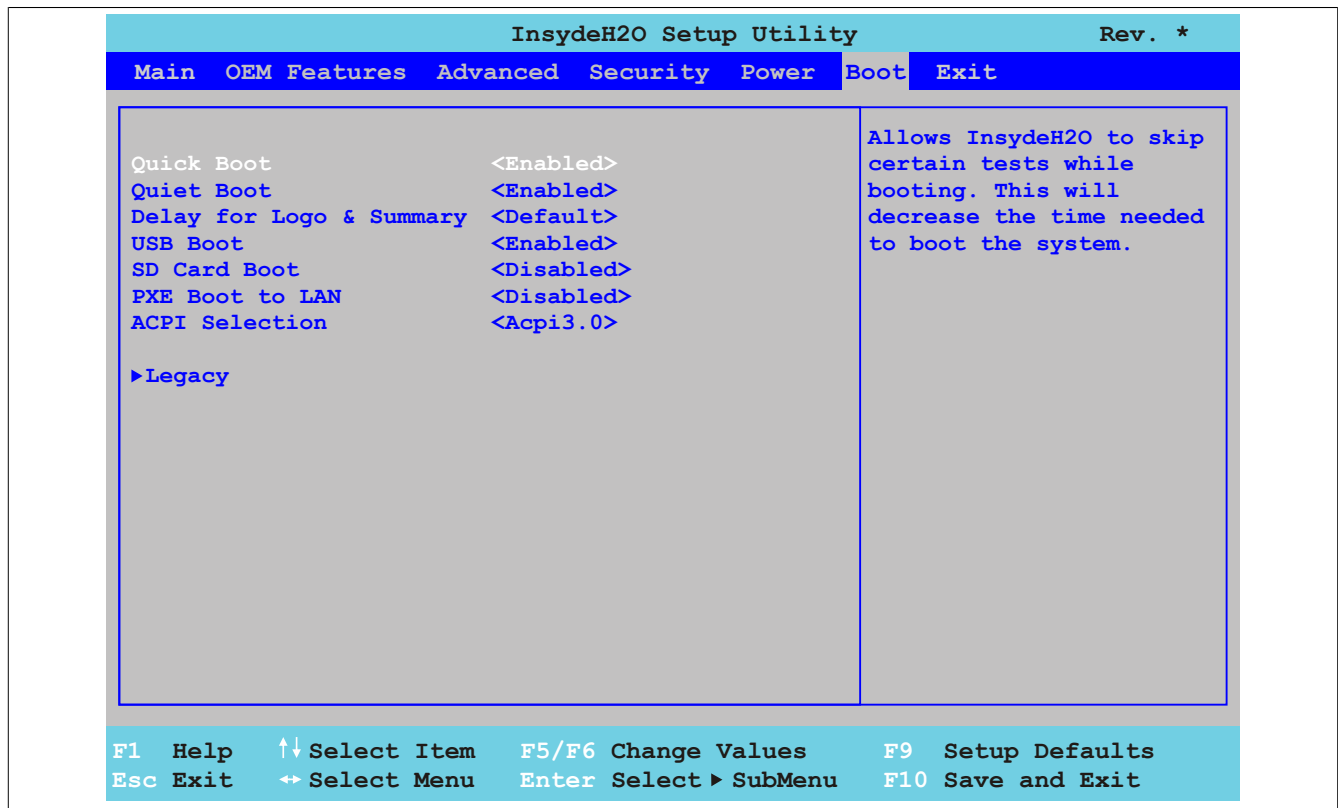 InsydeH2O Setup Utility Rev. *
Main OEM Features Advanced Security Power Boot Exit
Quick Boot <Enabled>
Quiet Boot <Enabled>
Delay for Logo & Summary <Default>
USB Boot <Enabled>
SD Card Boot <Disabled>
PXE Boot to LAN <Disabled>
ACPI Selection <Acpi3.0>
▶Legacy
Allows InsydeH2O to skip
certain tests while
booting. This will
decrease the time needed
to boot the system.
F1 Help ↑↓ Select Item F5/F6 Change Values F9 Setup Defaults
Esc Exit ↔ Select Menu Enter Select ▶ SubMenu F10 Save and Exit